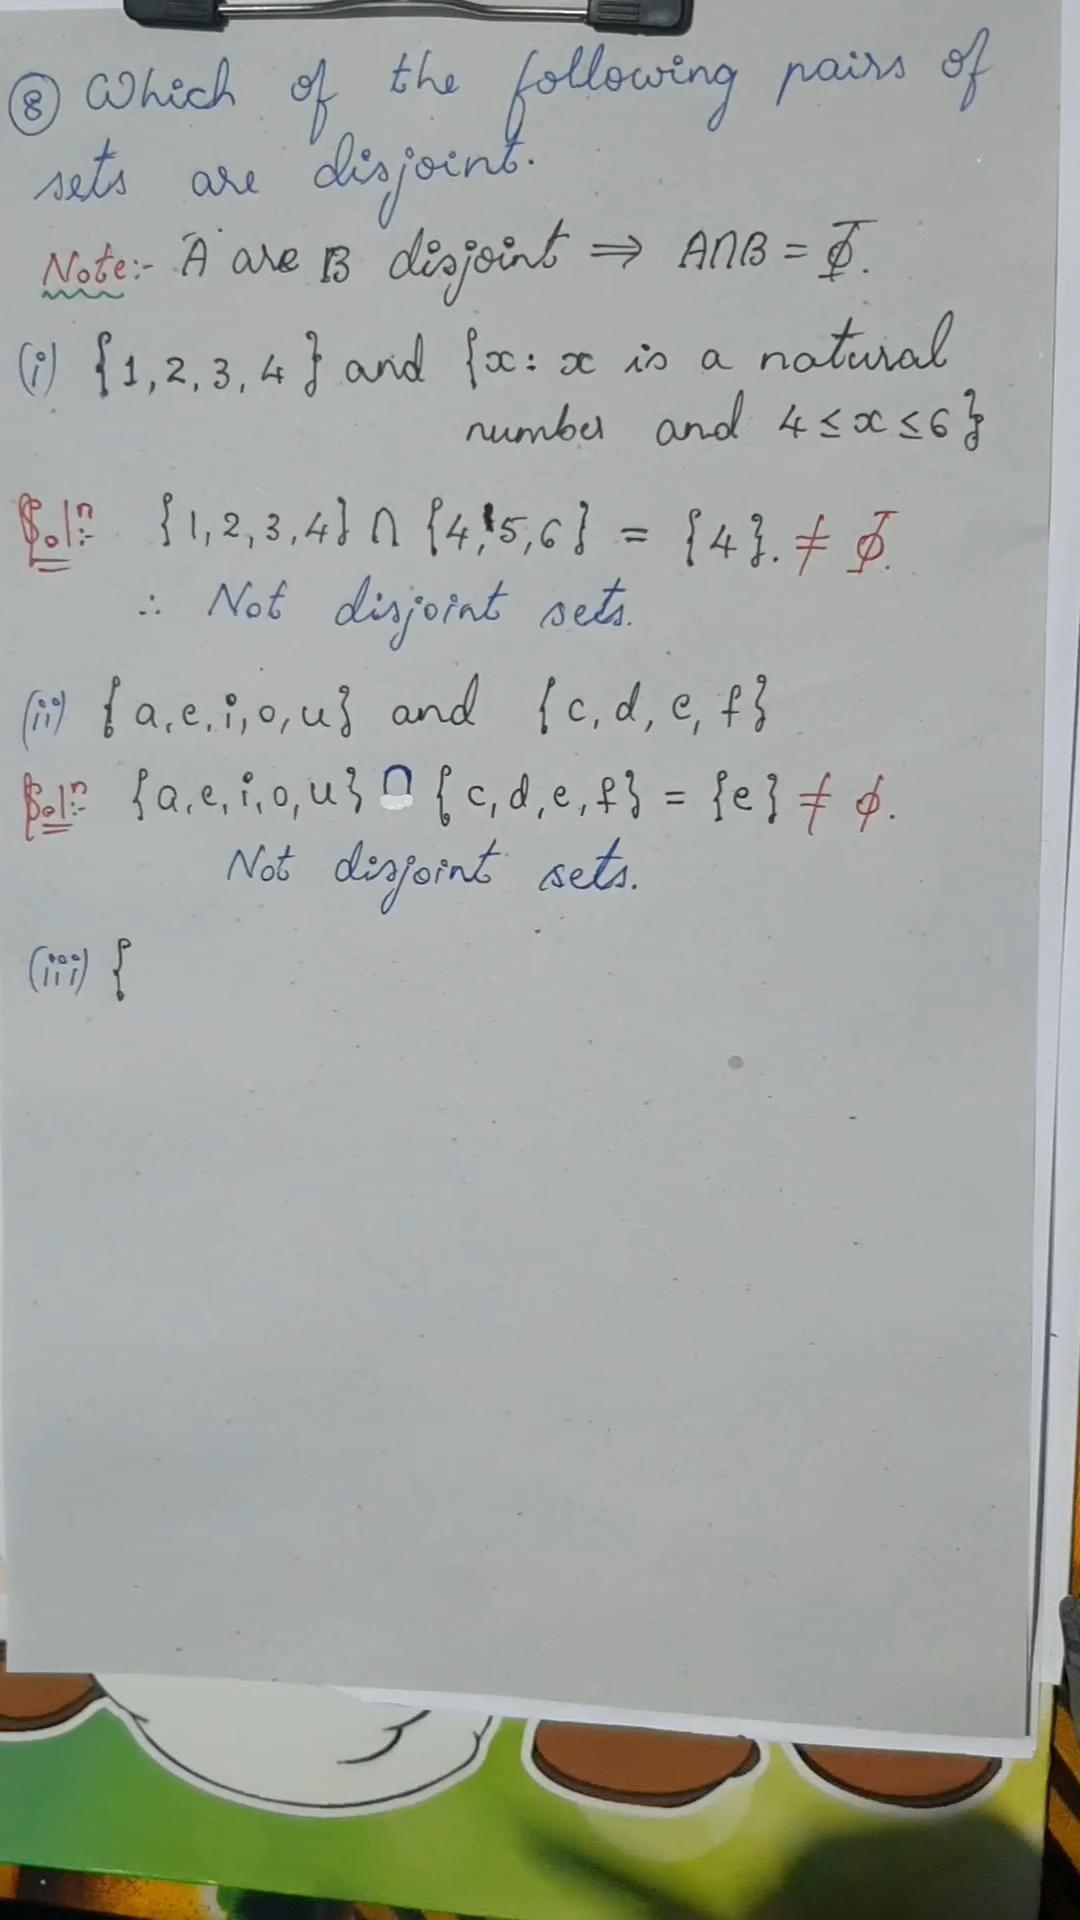 ⑧ Which of the following pairs of
sets are disjoint.
Note:- A are B disjoint ⇒ A∩B = Φ.
(i) {1, 2, 3, 4} and {x: x is a natural
number and 4 ≤ x ≤ 6}
Solⁿ:- {1, 2, 3, 4} ∩ {4, 5, 6} = {4}. ≠ Φ.
∴ Not disjoint sets.
(ii) {a, e, i, o, u} and {c, d, e, f}
Solⁿ:- {a, e, i, o, u} ∩ {c, d, e, f} = {e} ≠ ϕ.
Not disjoint sets.
(iii) {